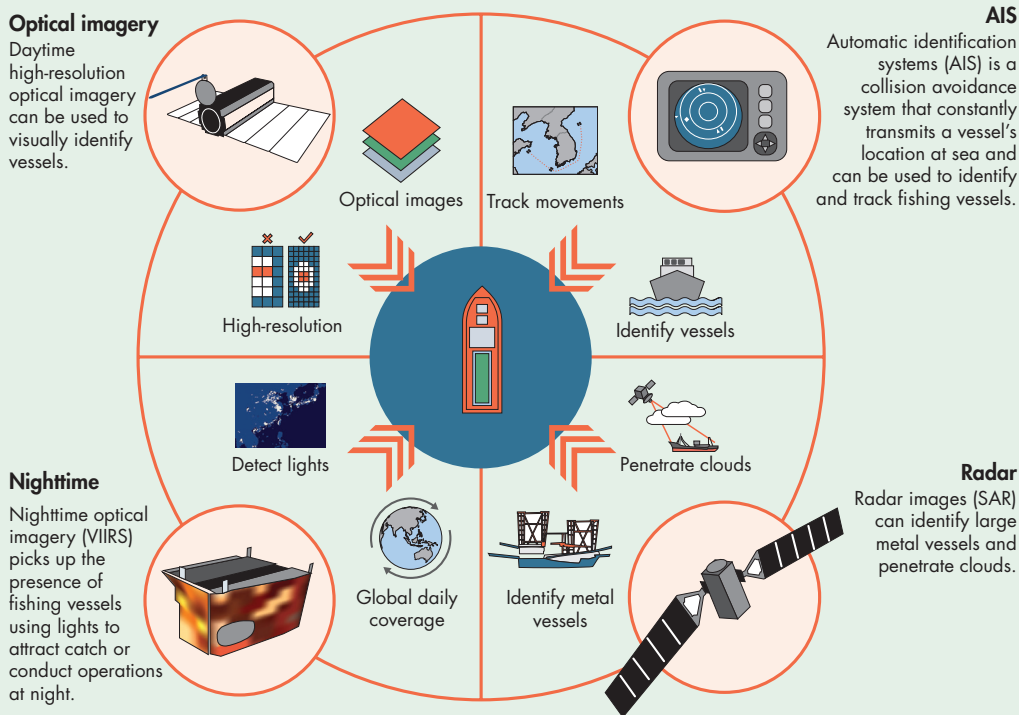 Optical imagery
Daytime
high-resolution
optical imagery
can be used to
visually identify
vessels.
Optical images
High-resolution
AIS
Automatic identification
systems (AIS) is a
collision avoidance
system that constantly
transmits a vessel’s
location at sea and
can be used to identify
and track fishing vessels.
Track movements
Identify vessels
Nighttime
Nighttime optical
imagery (VIIRS)
picks up the
presence of
fishing vessels
using lights to
attract catch or
conduct operations
at night.
Detect lights
Global daily
coverage
Radar
Radar images (SAR)
can identify large
metal vessels and
penetrate clouds.
Penetrate clouds
Identify metal
vessels